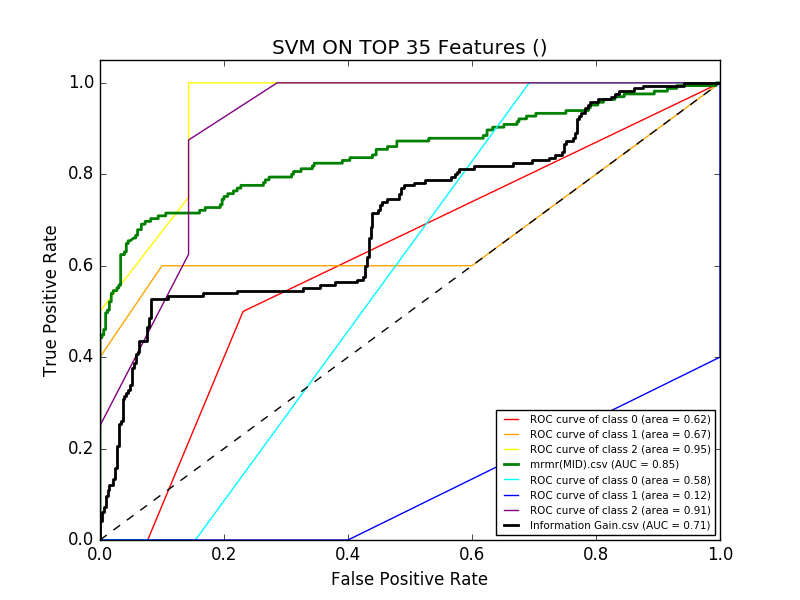 SVM ON TOP 35 Features ()
True Positive Rate
1.0
0.8
0.6
0.4
0.2
0.0
0.0 0.2 0.4 0.6 0.8 1.0
False Positive Rate
ROC curve of class 0 (area = 0.62)
ROC curve of class 1 (area = 0.67)
ROC curve of class 2 (area = 0.95)
mrmr(MID).csv (AUC = 0.85)
ROC curve of class 0 (area = 0.58)
ROC curve of class 1 (area = 0.12)
ROC curve of class 2 (area = 0.91)
Information Gain.csv (AUC = 0.71)